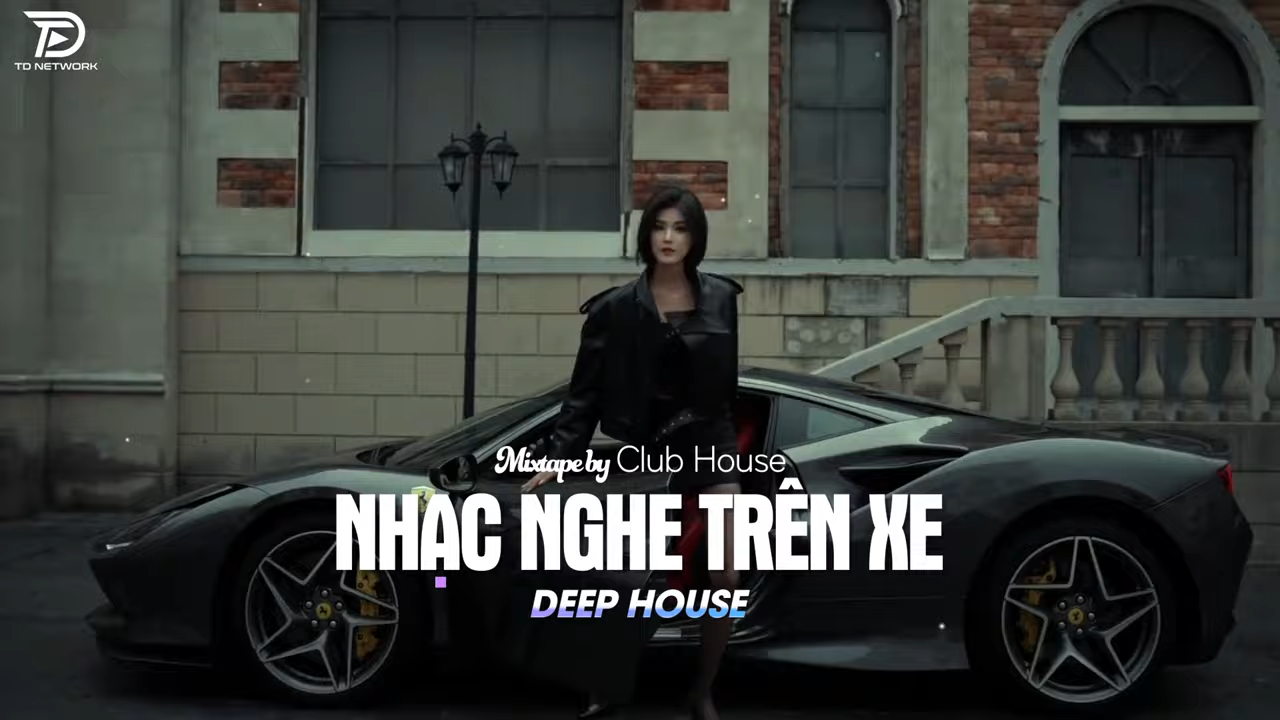 TD NETWORK
Mixtape by Club House
NHẠC NGHE TRÊN XE
DEEP HOUSE